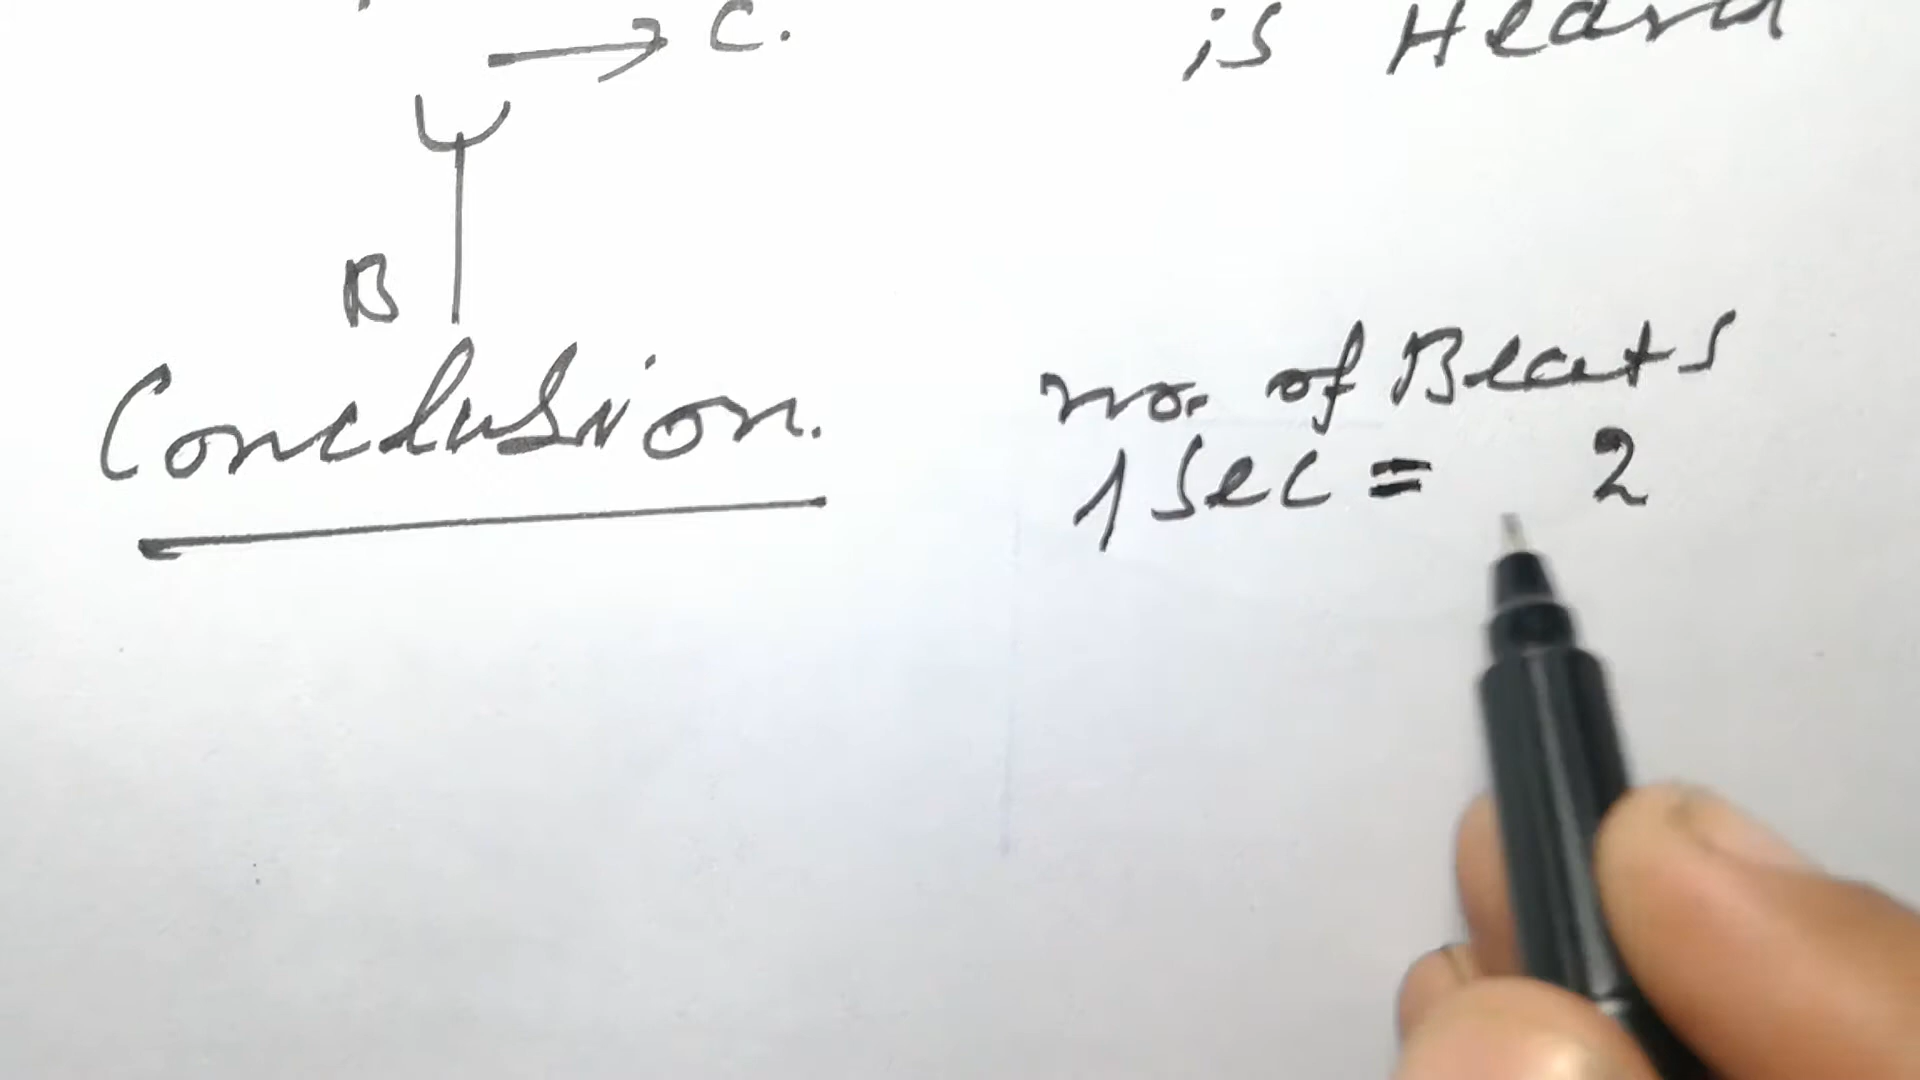 C.
is Heard
B
Conclusion.
no. of Beats
1 Sec = 2